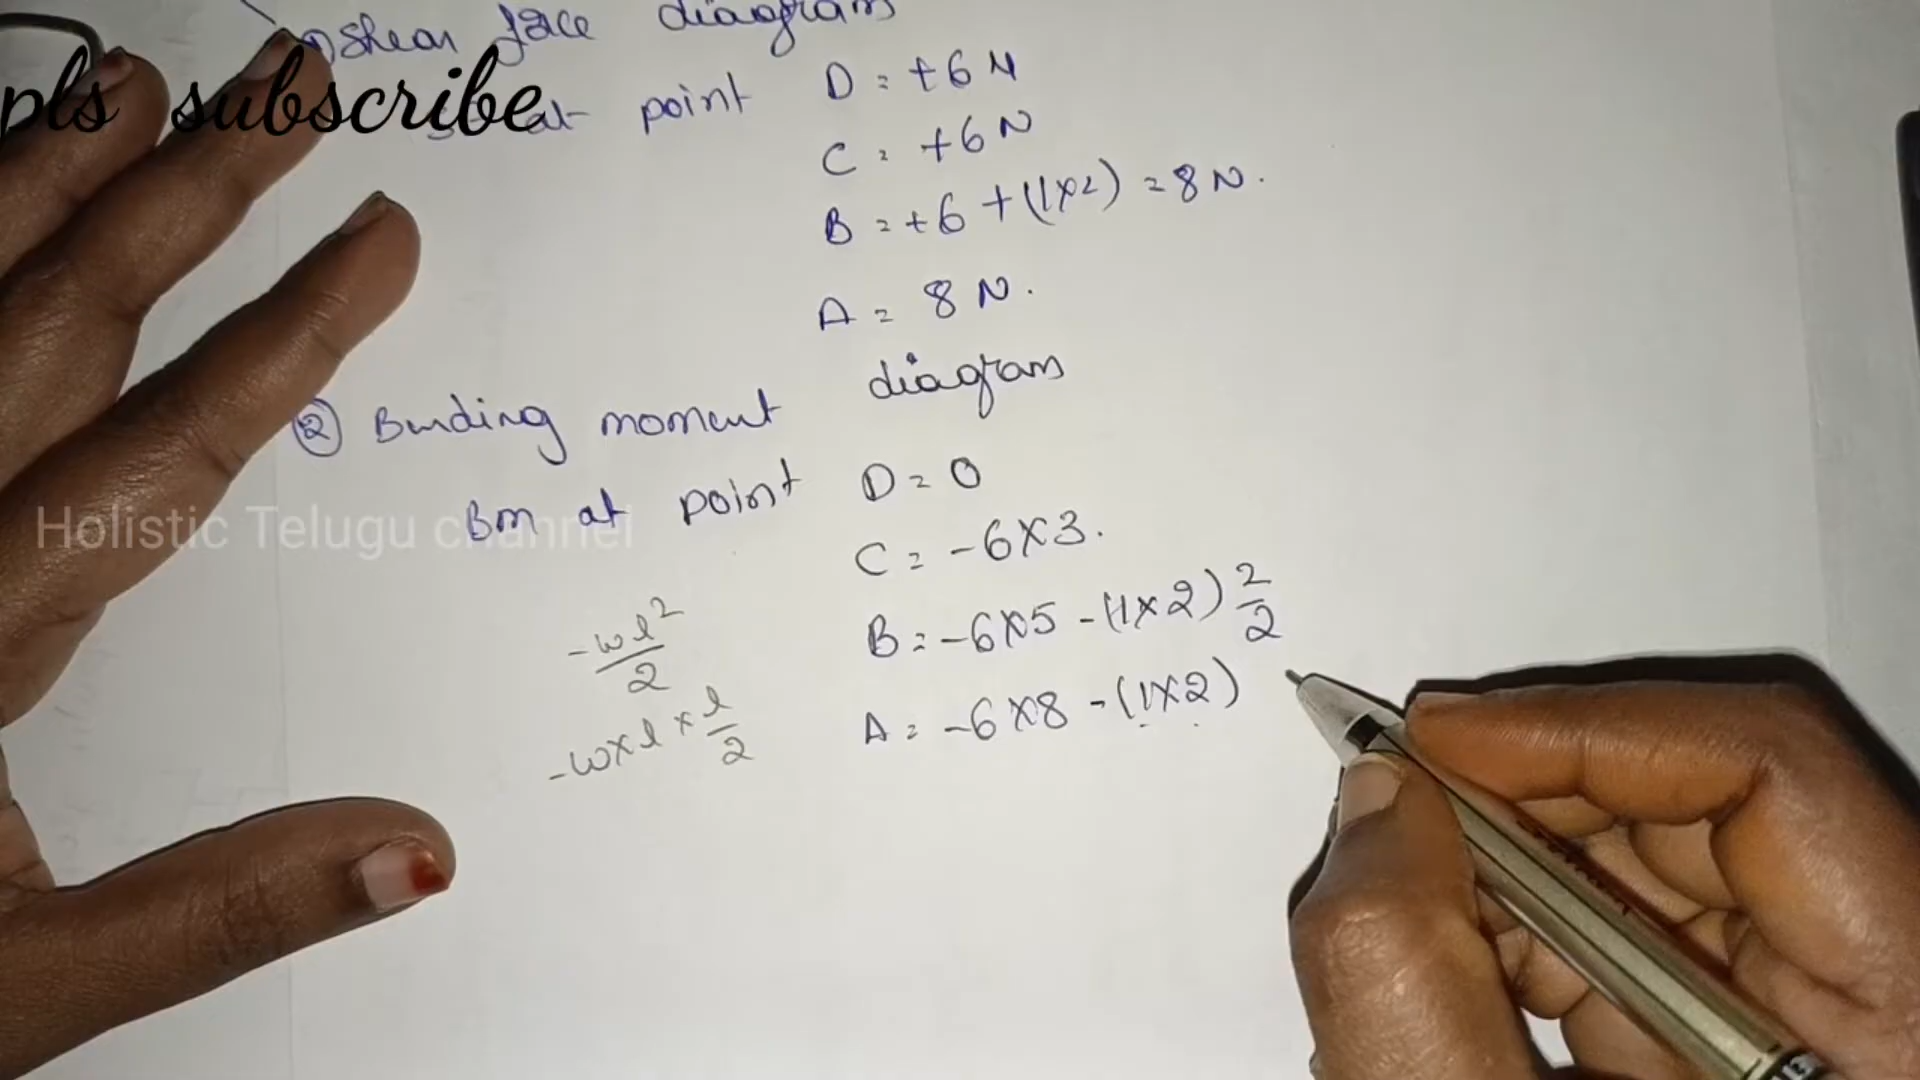 1) Shear force diagram
pls subscribe
at point D = +6 N
C = +6 N
B = +6 + (1×2) = 8 N.
A = 8 N.
② Bending moment diagram
BM at point D = 0
Holistic Telugu channel
C = -6×3.
B = -6×5 - (1×2) 2/2
-wl²/2
A = -6×8 - (1×2)
-w×l×l/2